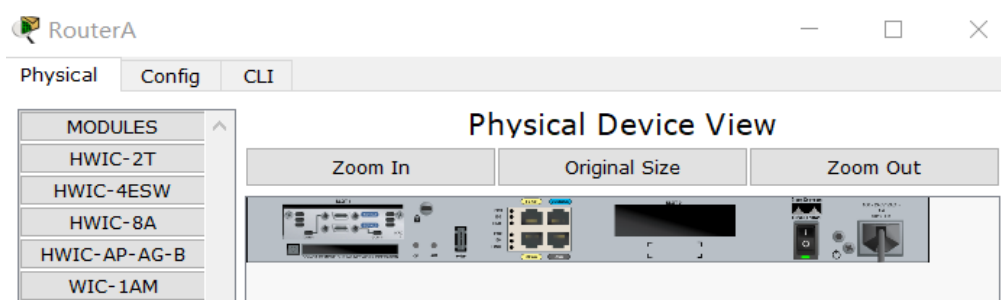 RouterA
Physical Config CLI
MODULES
HWIC-2T
HWIC-4ESW
HWIC-8A
HWIC-AP-AG-B
WIC-1AM
Physical Device View
Zoom In Original Size Zoom Out